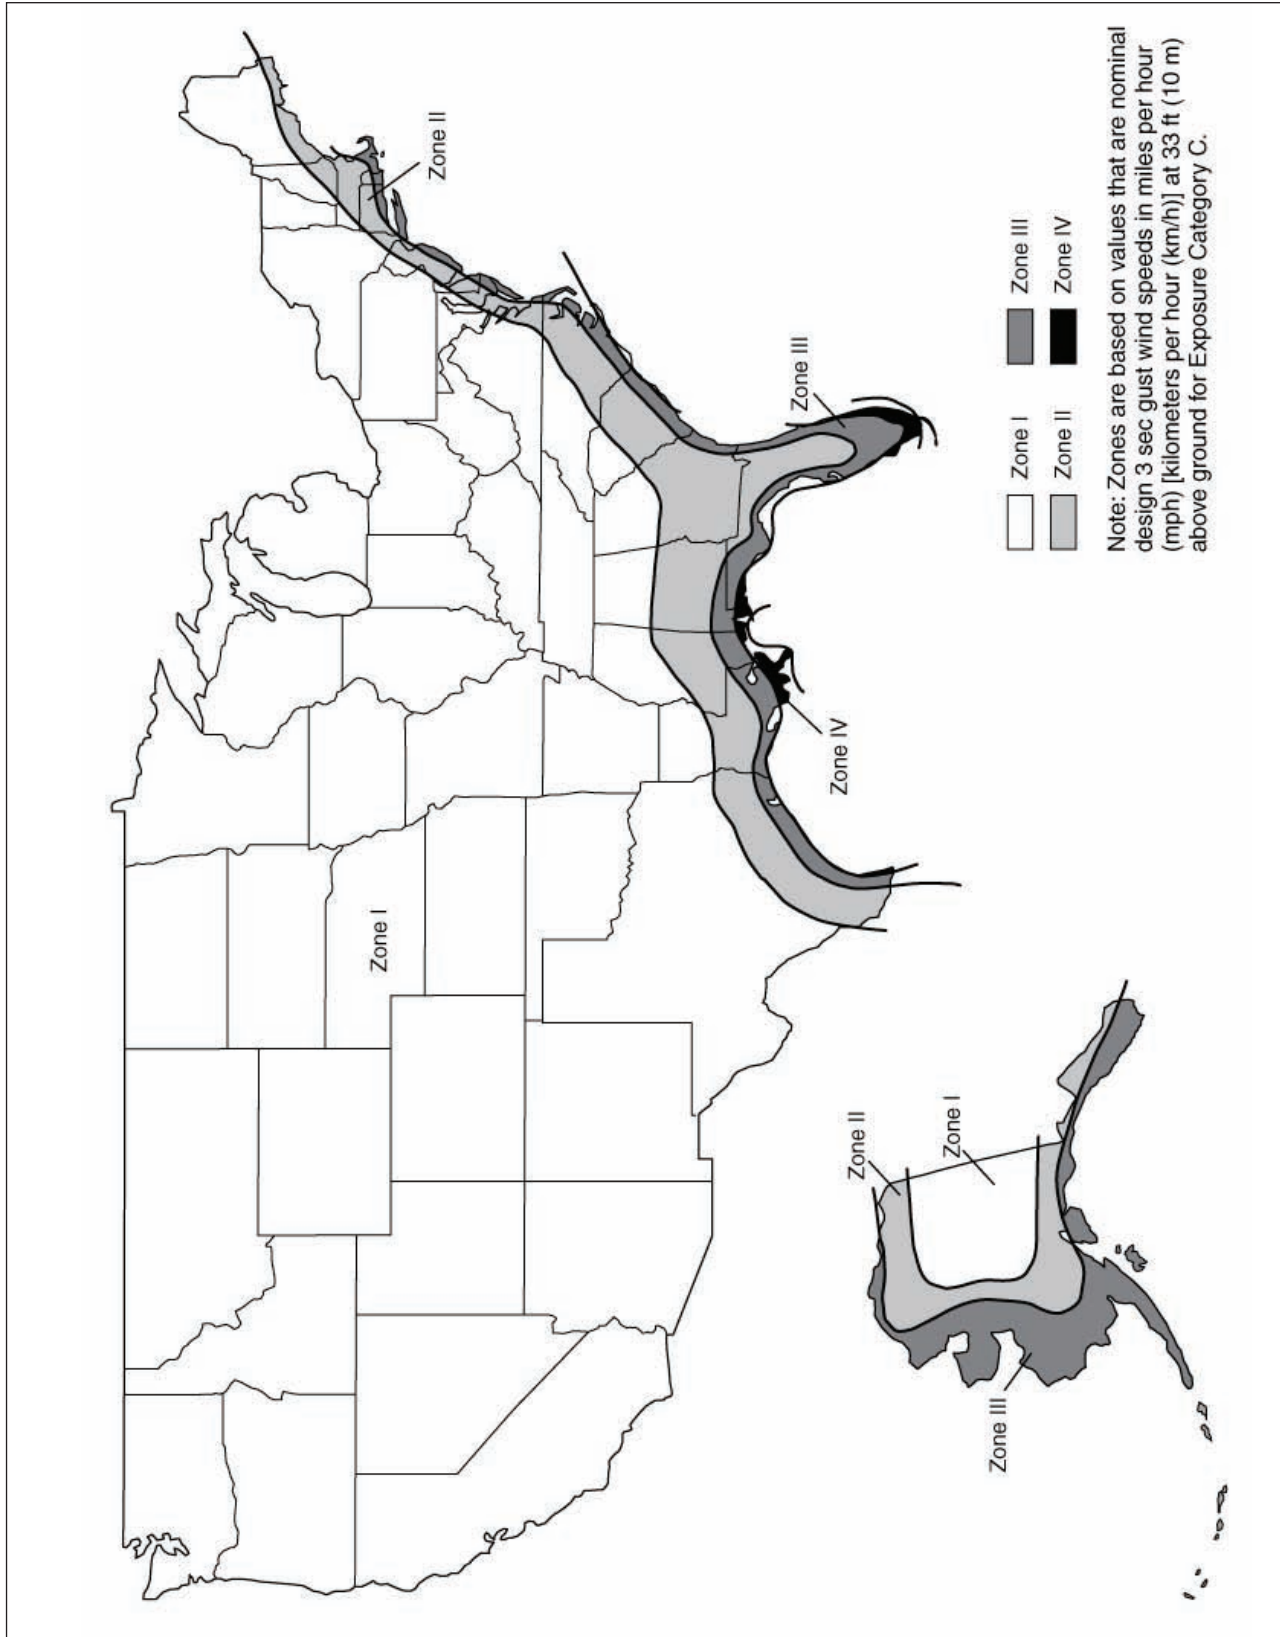 Zone I
Zone II
Zone III
Zone IV
Zone II
Zone I
Zone III
Zone I
Zone III
Zone II
Zone IV
Note: Zones are based on values that are nominal
design 3 sec gust wind speeds in miles per hour
(mph) [kilometers per hour (km/h)] at 33 ft (10 m)
above ground for Exposure Category C.